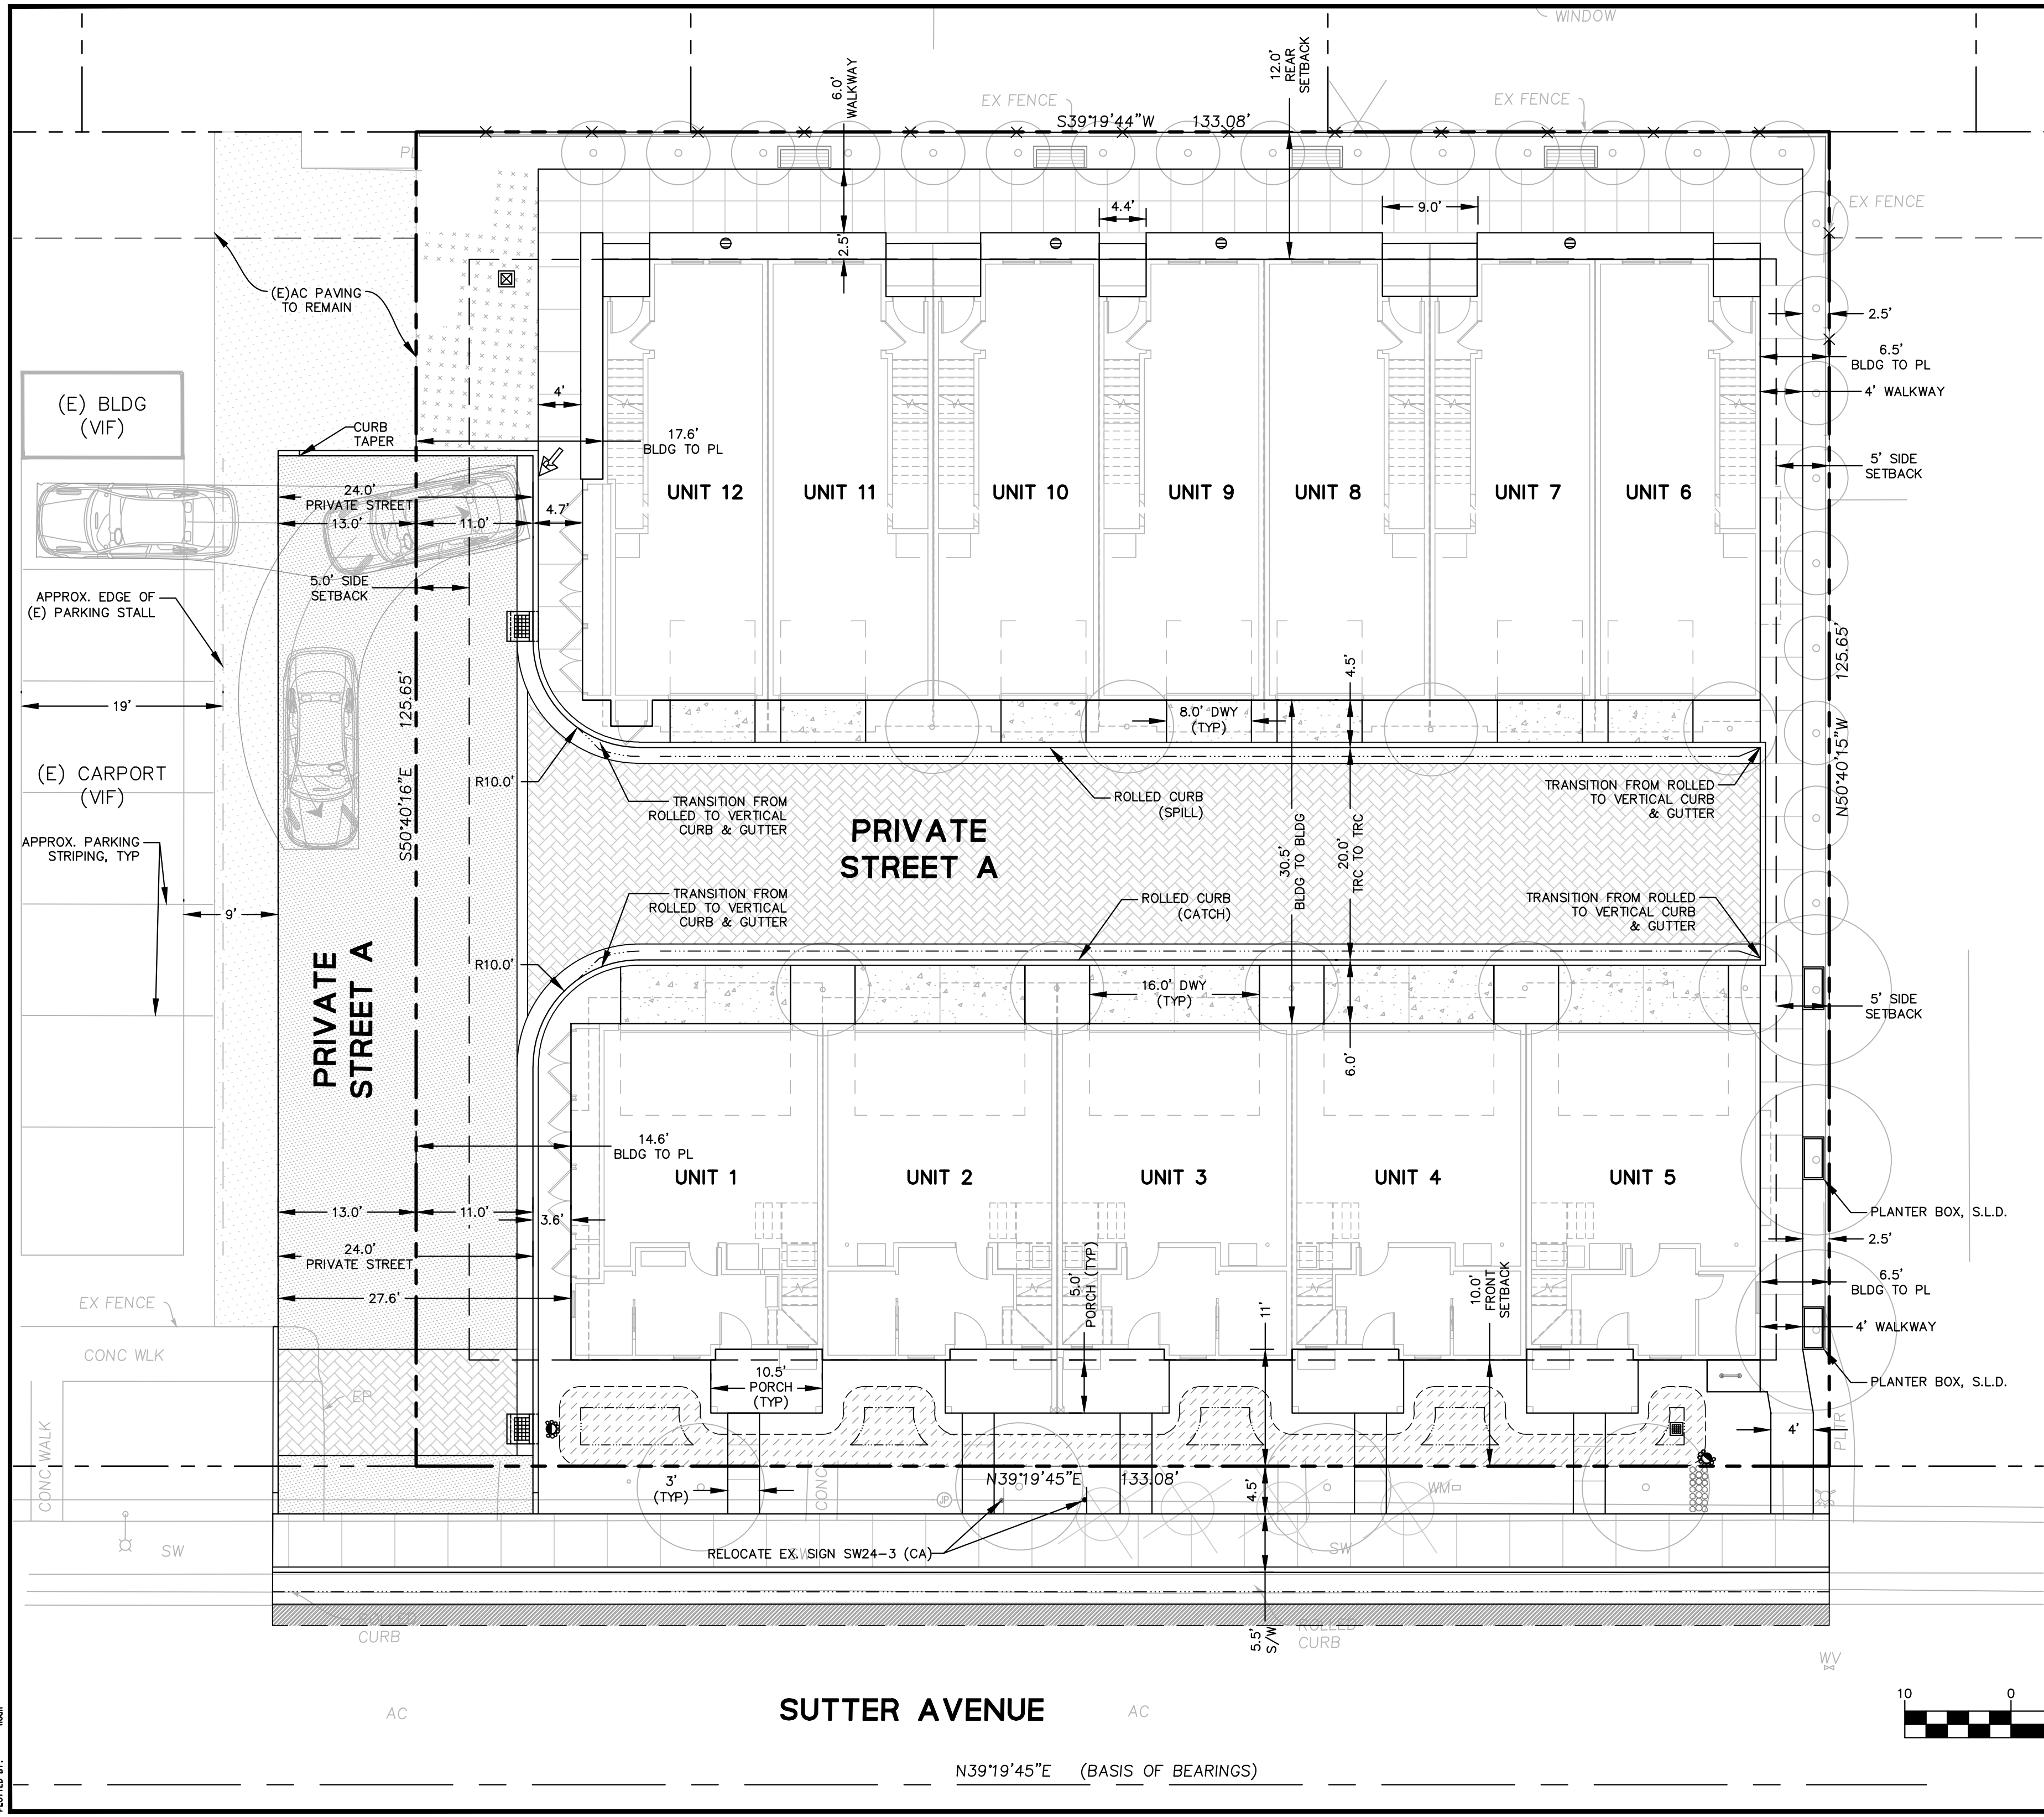 WINDOW
6.0'
WALKWAY
12.0'
REAR
SETBACK
EX FENCE
EX FENCE
S39°19'44"W 133.08'
EX FENCE
4.4'
9.0'
2.5'
(E)AC PAVING
TO REMAIN
2.5'
6.5'
BLDG TO PL
4' WALKWAY
(E) BLDG
(VIF)
CURB
TAPER
4'
17.6'
BLDG TO PL
5' SIDE
SETBACK
24.0'
PRIVATE STREET
13.0'
11.0'
4.7'
UNIT 12
UNIT 11
UNIT 10
UNIT 9
UNIT 8
UNIT 7
UNIT 6
5.0' SIDE
SETBACK
APPROX. EDGE OF
(E) PARKING STALL
19'
125.65'
S50°40'16"E
4.5'
8.0' DWY
(TYP)
125.65'
N50°40'15"W
(E) CARPORT
(VIF)
R10.0'
TRANSITION FROM
ROLLED TO VERTICAL
CURB & GUTTER
ROLLED CURB
(SPILL)
TRANSITION FROM ROLLED
TO VERTICAL CURB
& GUTTER
APPROX. PARKING
STRIPING, TYP
PRIVATE
STREET A
30.5'
BLDG TO BLDG
20.0'
TRC TO TRC
9'
TRANSITION FROM
ROLLED TO VERTICAL
CURB & GUTTER
ROLLED CURB
(CATCH)
TRANSITION FROM ROLLED
TO VERTICAL CURB
& GUTTER
PRIVATE
STREET A
R10.0'
16.0' DWY
(TYP)
5' SIDE
SETBACK
6.0'
14.6'
BLDG TO PL
UNIT 1
UNIT 2
UNIT 3
UNIT 4
UNIT 5
13.0'
11.0'
3.6'
PLANTER BOX, S.L.D.
24.0'
PRIVATE STREET
2.5'
27.6'
5.0'
PORCH (TYP)
11'
10.0'
FRONT
SETBACK
6.5'
BLDG TO PL
4' WALKWAY
EX FENCE
CONC WLK
10.5'
PORCH
(TYP)
PLANTER BOX, S.L.D.
EP
CONC WALK
4'
PLTR
3'
(TYP)
CONC
N39°19'45"E 133.08'
JP
4.5'
WM
SW
RELOCATE EX. SIGN SW24-3 (CA)
SW
ROLLED
CURB
5.5'
S/W
ROLLED
CURB
WV
AC
SUTTER AVENUE
AC
10 0
N39°19'45"E (BASIS OF BEARINGS)